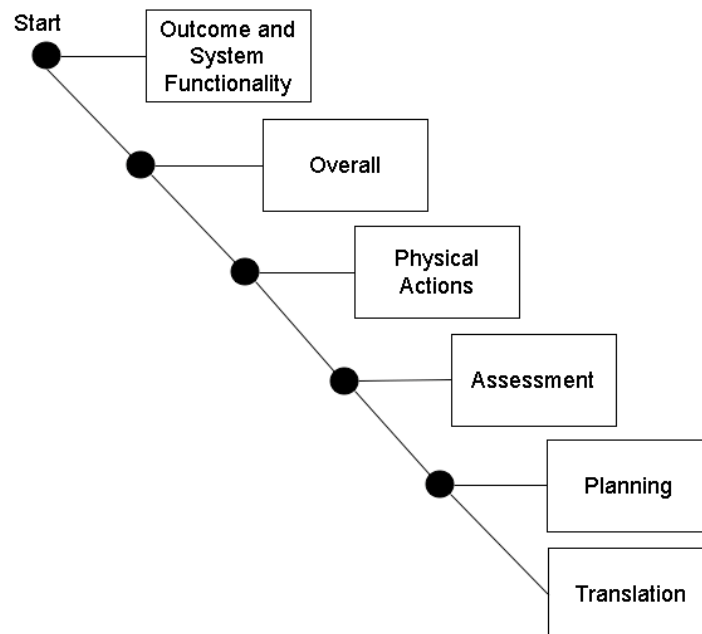 Start
Outcome and
System
Functionality
Overall
Physical
Actions
Assessment
Planning
Translation